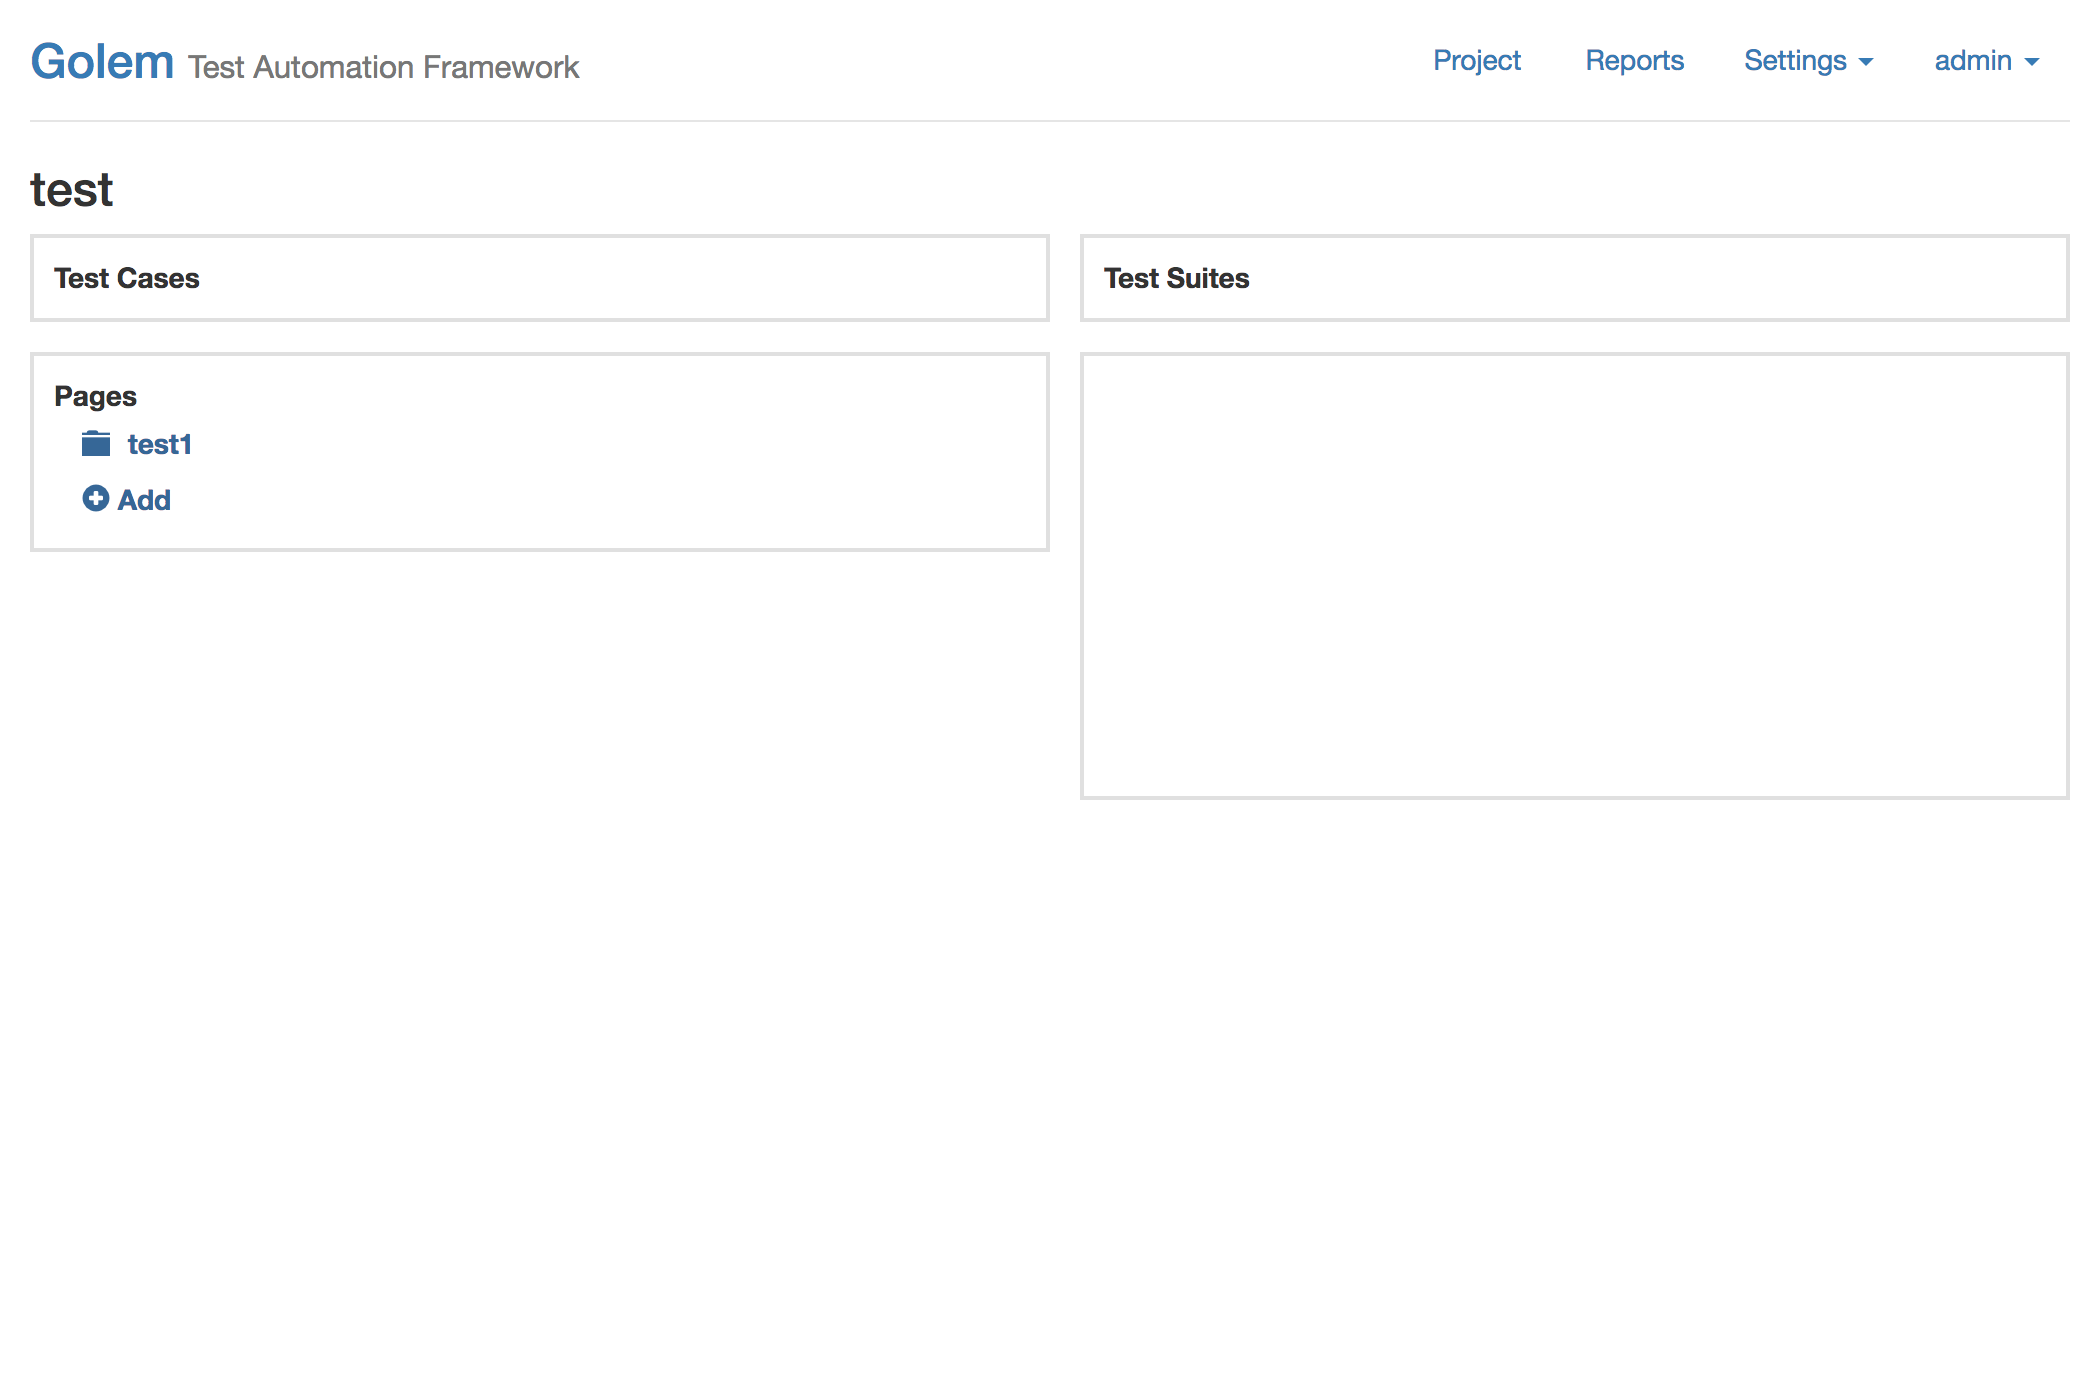 Golem Test Automation Framework
Project Reports Settings admin
test
Test Cases
Test Suites
Pages
test1
Add